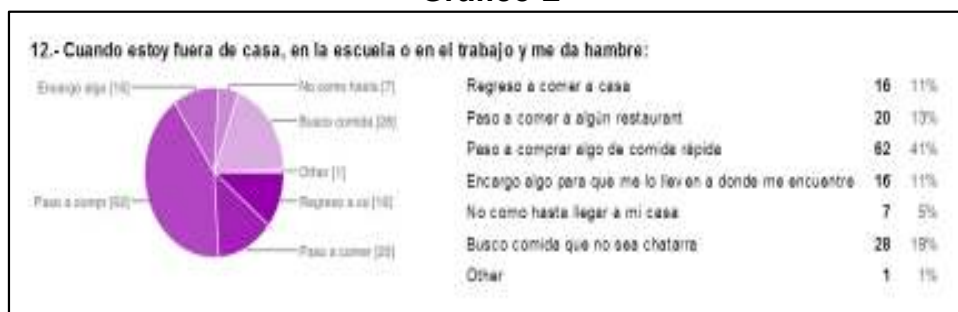 12.- Cuando estoy fuera de casa, en la escuela o en el trabajo y me da hambre:
Encargo algo [16]
No como hasta [7]
Busco comida [28]
Other [1]
Regreso a co [16]
Paso a comer [20]
Paso a compr [62]
Regreso a comer a casa 16 11%
Paso a comer a algún restaurant 20 13%
Paso a comprar algo de comida rápida 62 41%
Encargo algo para que me lo lleven a donde me encuentre 16 11%
No como hasta llegar a mi casa 7 5%
Busco comida que no sea chatarra 28 19%
Other 1 1%